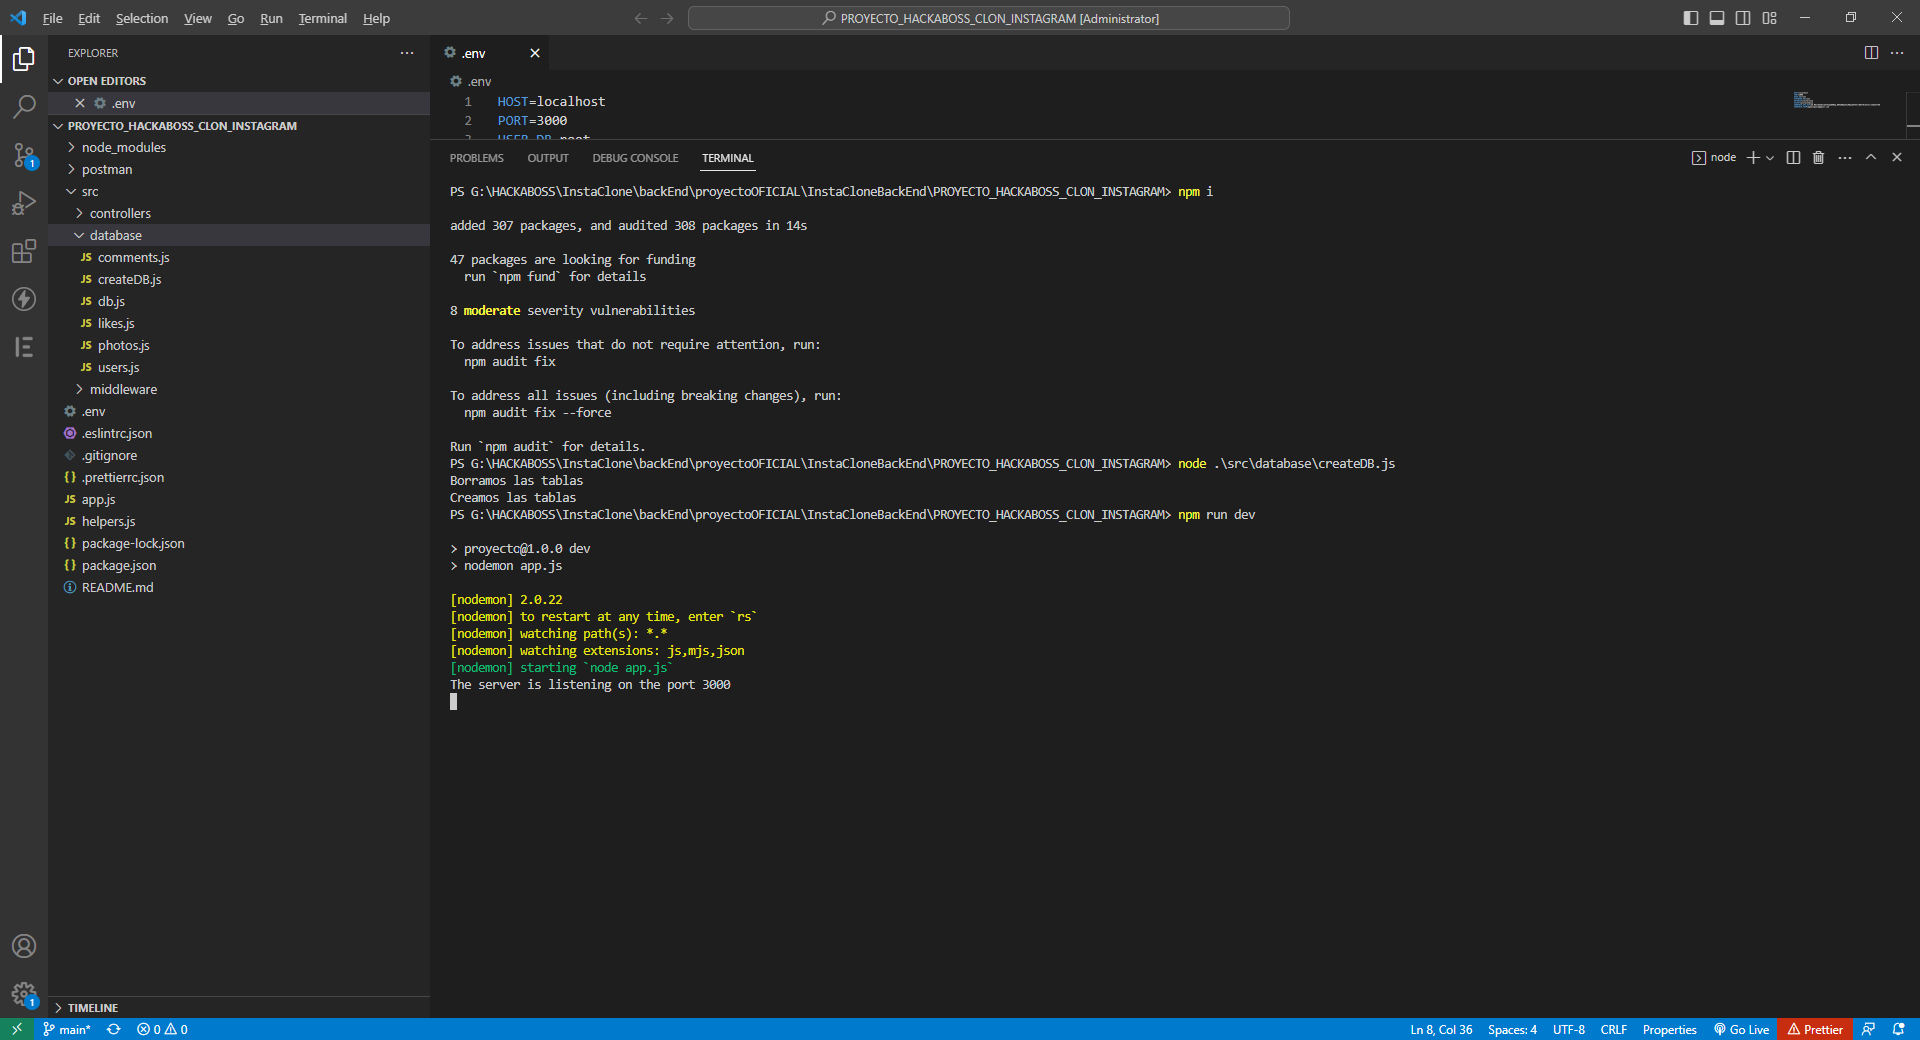 File Edit Selection View Go Run Terminal Help
PROYECTO_HACKABOSS_CLON_INSTAGRAM [Administrator]
EXPLORER
OPEN EDITORS
.env
PROYECTO_HACKABOSS_CLON_INSTAGRAM
node_modules
postman
src
controllers
database
JS comments.js
JS createDB.js
JS db.js
JS likes.js
JS photos.js
JS users.js
middleware
.env
.eslintrc.json
.gitignore
{} .prettierrc.json
JS app.js
JS helpers.js
{} package-lock.json
{} package.json
README.md
TIMELINE
1
1
.env
.env
1 HOST=localhost
2 PORT=3000
3 USER_DB=root
PROBLEMS OUTPUT DEBUG CONSOLE TERMINAL
node
PS G:\HACKABOSS\InstaClone\backEnd\proyectoOFICIAL\InstaCloneBackEnd\PROYECTO_HACKABOSS_CLON_INSTAGRAM> npm i
added 307 packages, and audited 308 packages in 14s
47 packages are looking for funding
run `npm fund` for details
8 moderate severity vulnerabilities
To address issues that do not require attention, run:
npm audit fix
To address all issues (including breaking changes), run:
npm audit fix --force
Run `npm audit` for details.
PS G:\HACKABOSS\InstaClone\backEnd\proyectoOFICIAL\InstaCloneBackEnd\PROYECTO_HACKABOSS_CLON_INSTAGRAM> node .\src\database\createDB.js
Borramos las tablas
Creamos las tablas
PS G:\HACKABOSS\InstaClone\backEnd\proyectoOFICIAL\InstaCloneBackEnd\PROYECTO_HACKABOSS_CLON_INSTAGRAM> npm run dev
> proyecto@1.0.0 dev
> nodemon app.js
[nodemon] 2.0.22
[nodemon] to restart at any time, enter `rs`
[nodemon] watching path(s): *.*
[nodemon] watching extensions: js,mjs,json
[nodemon] starting `node app.js`
The server is listening on the port 3000
main* 0 0 Ln 8, Col 36 Spaces: 4 UTF-8 CRLF Properties Go Live Prettier